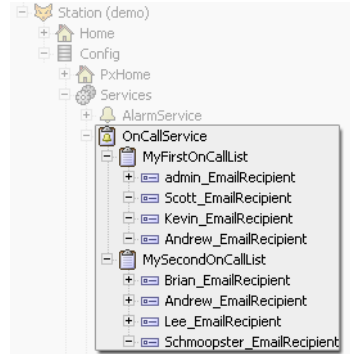 Station (demo)
Home
Config
PxHome
Services
AlarmService
OnCallService
MyFirstOnCallList
admin_EmailRecipient
Scott_EmailRecipient
Kevin_EmailRecipient
Andrew_EmailRecipient
MySecondOnCallList
Brian_EmailRecipient
Andrew_EmailRecipient
Lee_EmailRecipient
Schmoopster_EmailRecipient